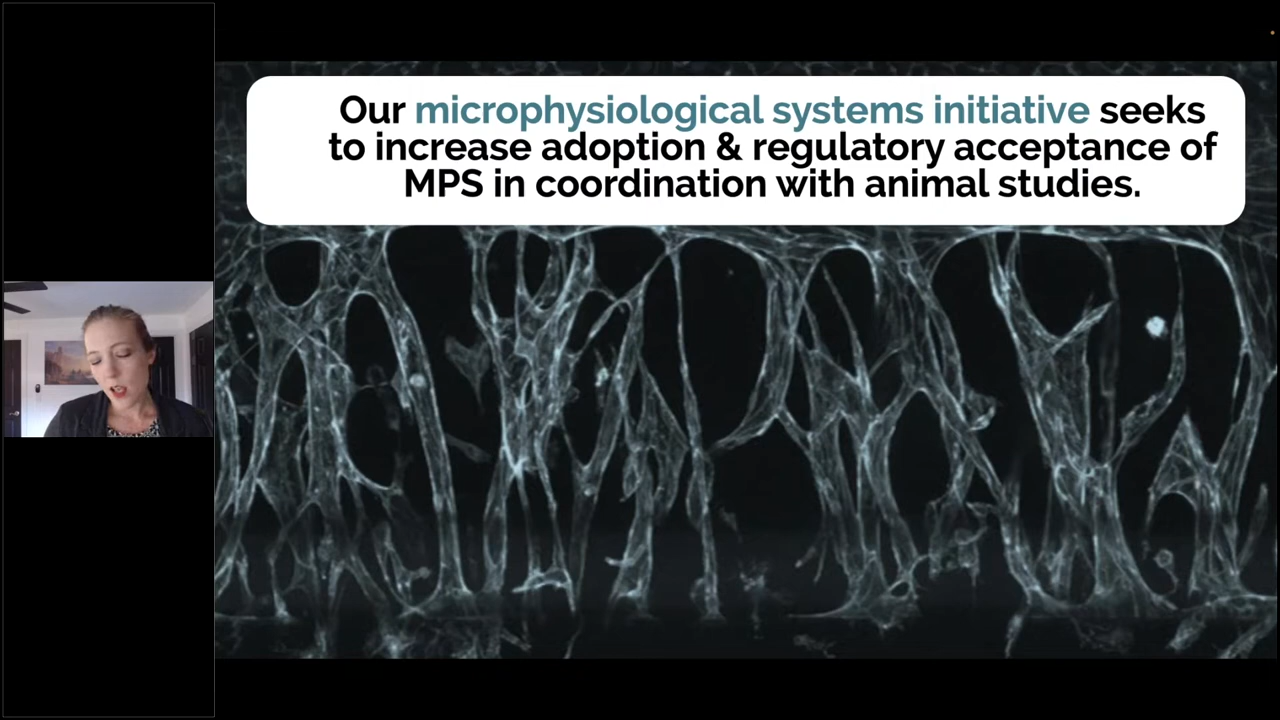 Our microphysiological systems initiative seeks
to increase adoption & regulatory acceptance of
MPS in coordination with animal studies.